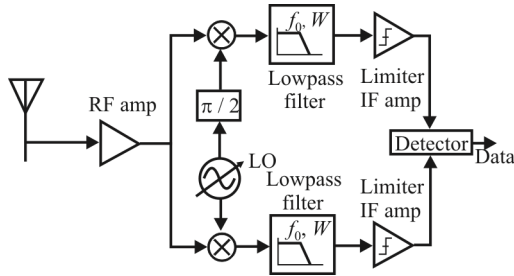 f₀, W
Lowpass
filter
Limiter
IF amp
RF amp
π / 2
LO
Detector
Data
Lowpass
filter
f₀, W
Limiter
IF amp